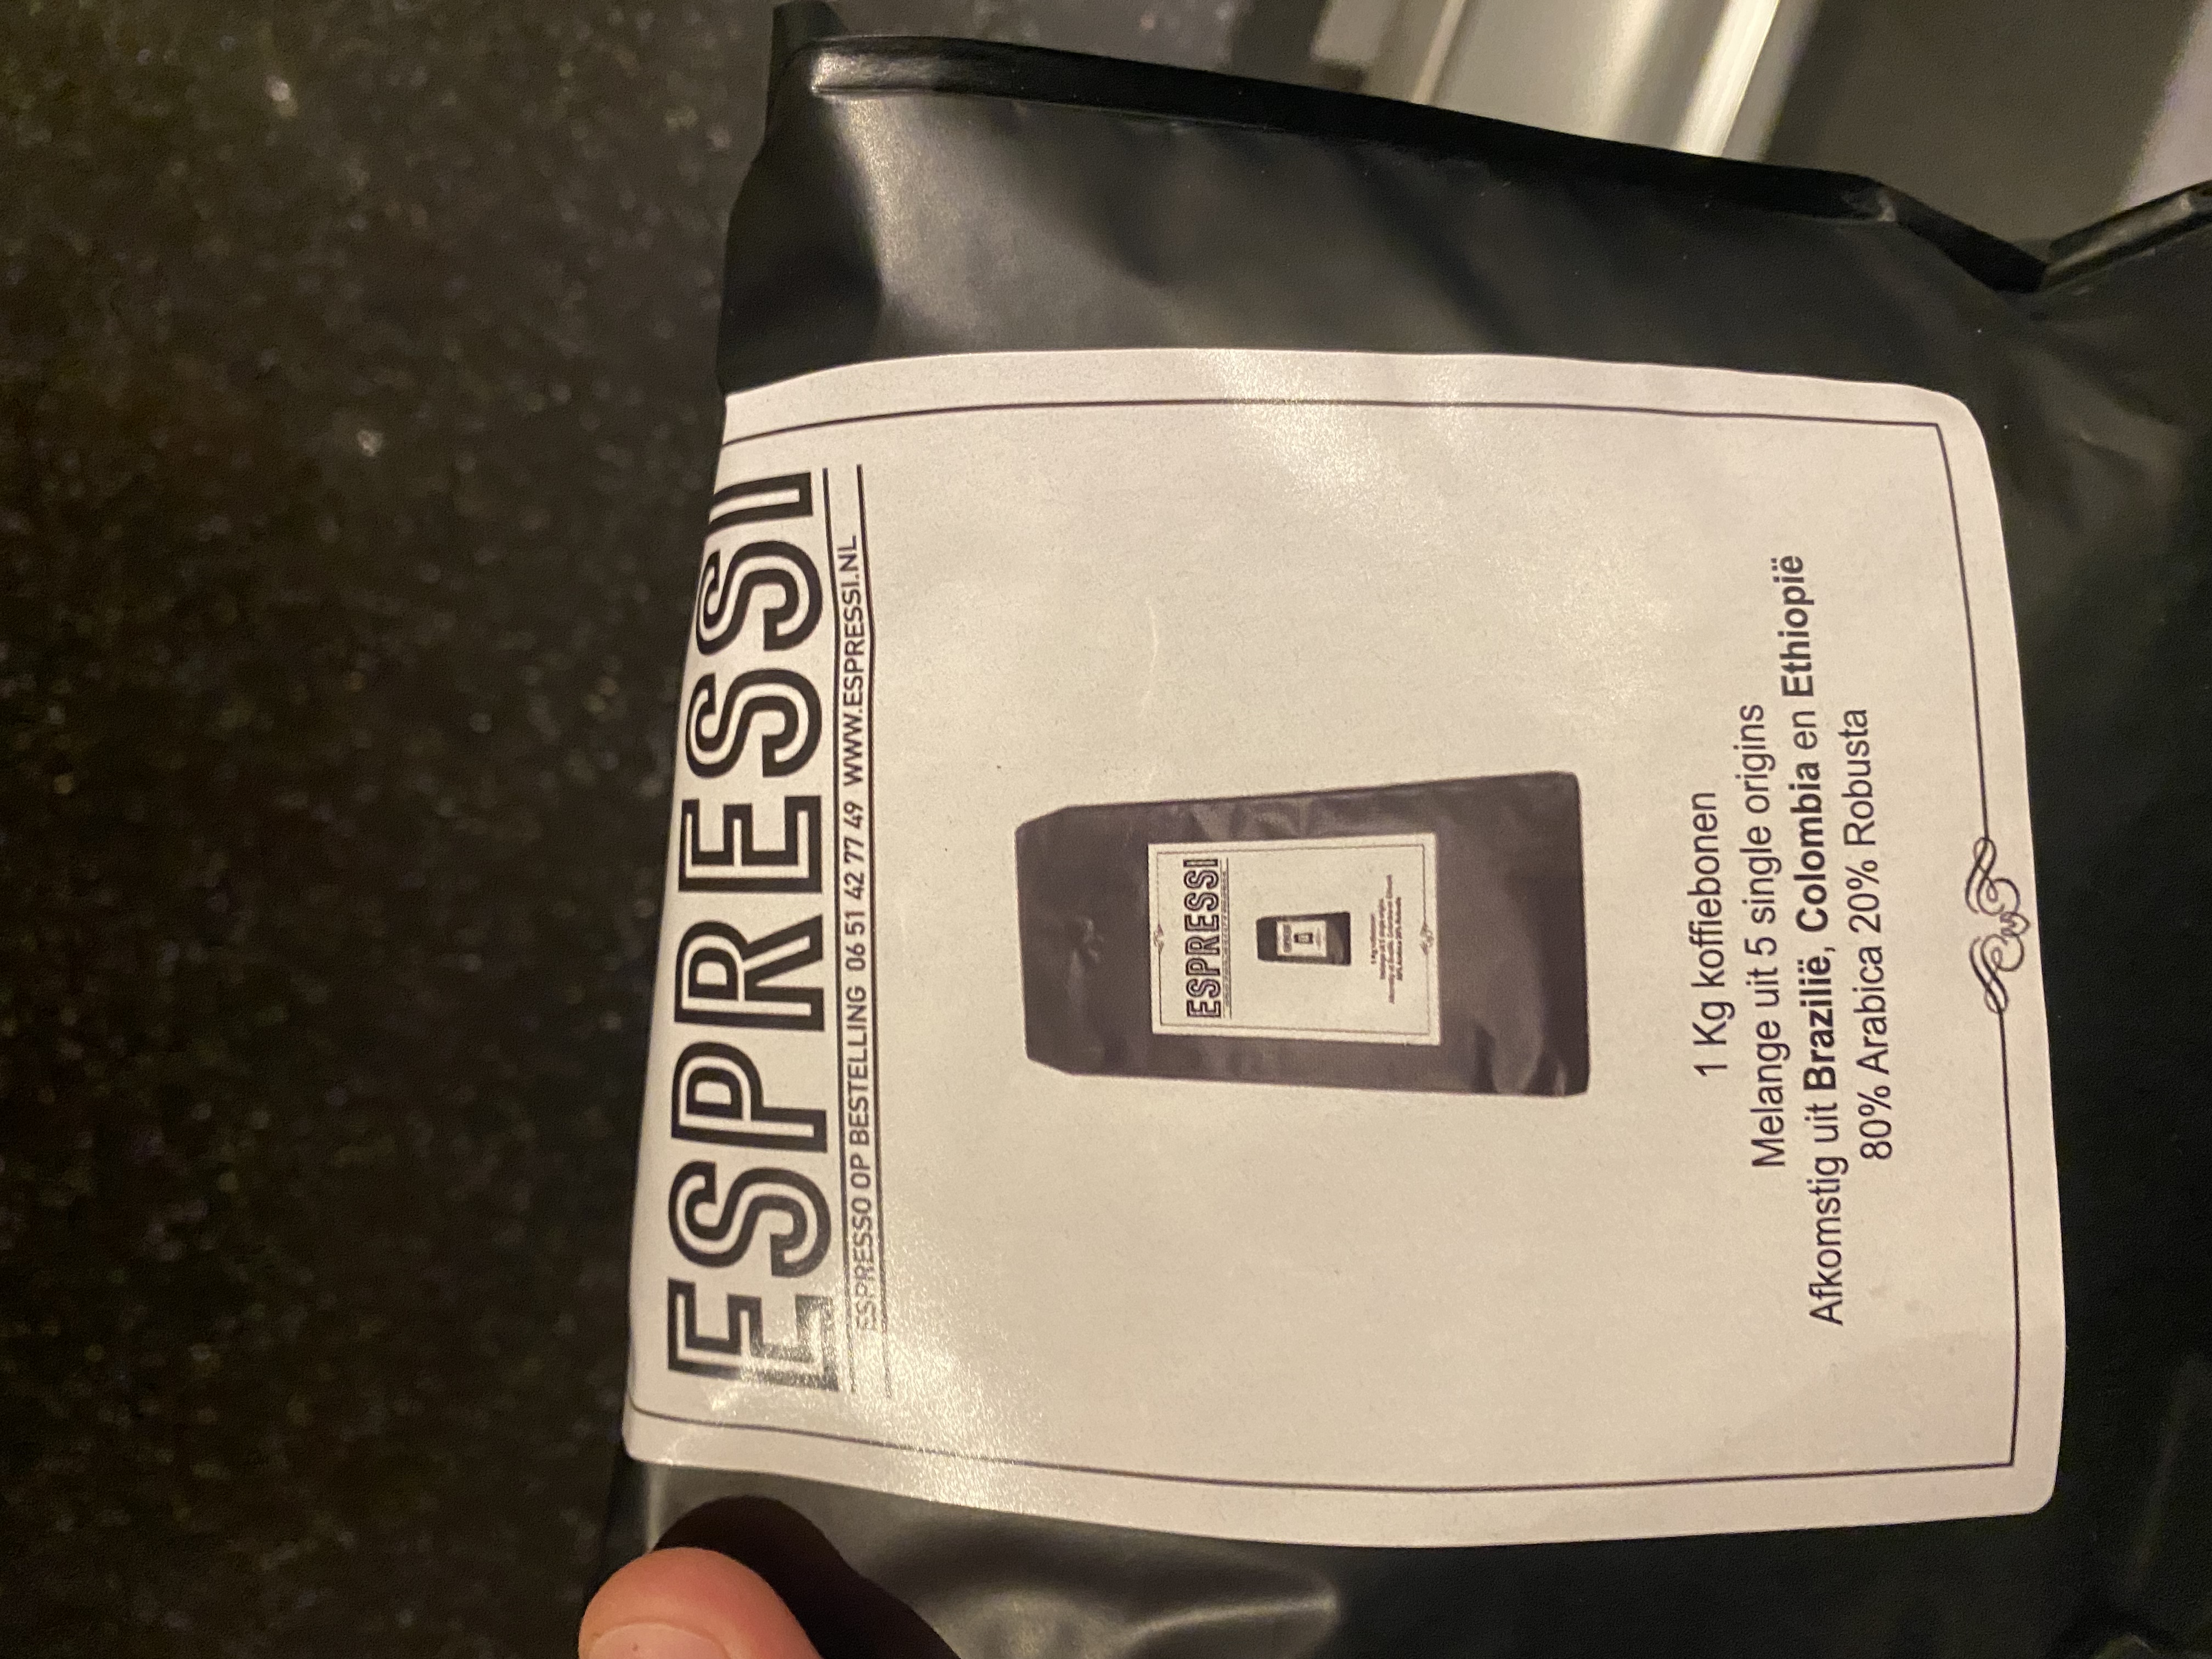 ESPRESSI
ESPRESSO OP BESTELLING 06 51 42 77 49 WWW.ESPRESSI.NL
ESPRESSI
1 Kg koffiebonen
Melange uit 5 single origins
Afkomstig uit Brazilië, Colombia en Ethiopië
80% Arabica 20% Robusta